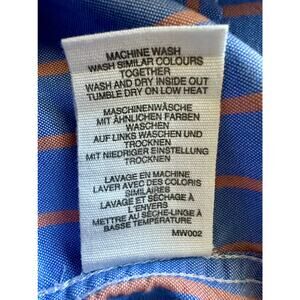 MACHINE WASH
WASH SIMILAR COLOURS
TOGETHER
WASH AND DRY INSIDE OUT
TUMBLE DRY ON LOW HEAT
MASCHINENWÄSCHE
MIT ÄHNLICHEN FARBEN
WASCHEN
AUF LINKS WASCHEN UND
TROCKNEN
MIT NIEDRIGER EINSTELLUNG
TROCKNEN
LAVAGE EN MACHINE
LAVER AVEC DES COLORIS
SIMILAIRES
LAVAGE ET SÉCHAGE À
L'ENVERS
METTRE AU SÈCHE-LINGE À
BASSE TEMPÉRATURE
MW002